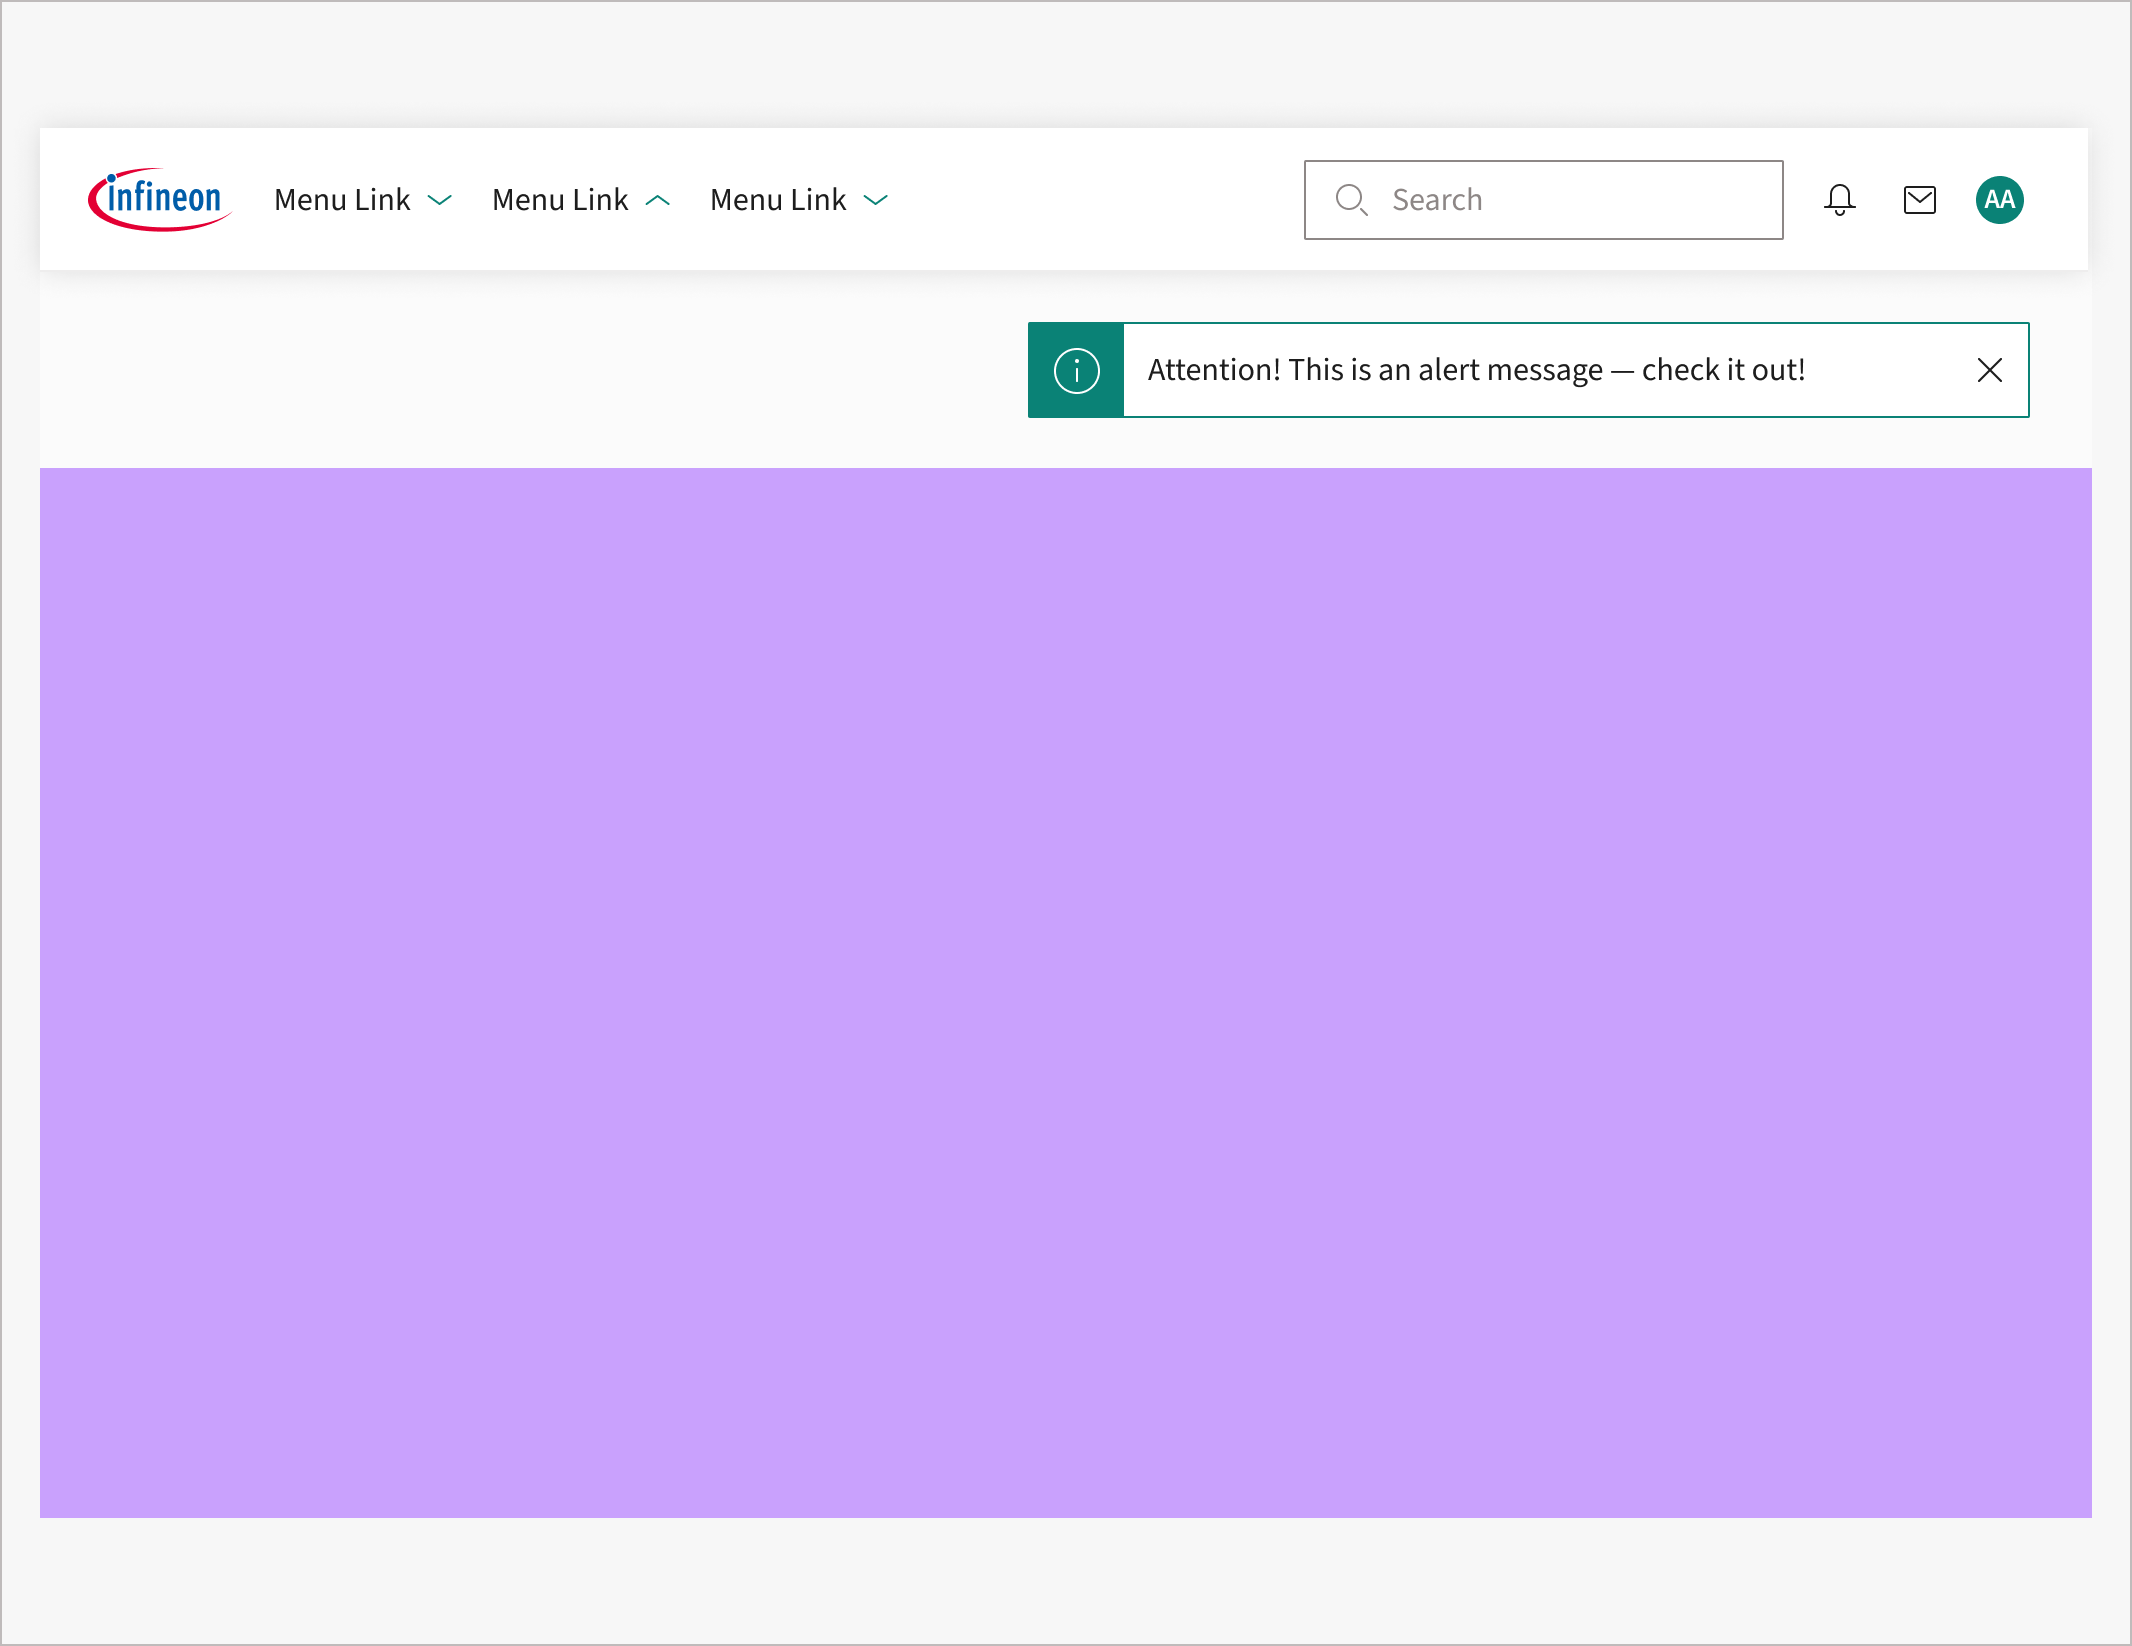 infineon
Menu Link
Menu Link
Menu Link
Search
AA
Attention! This is an alert message — check it out!